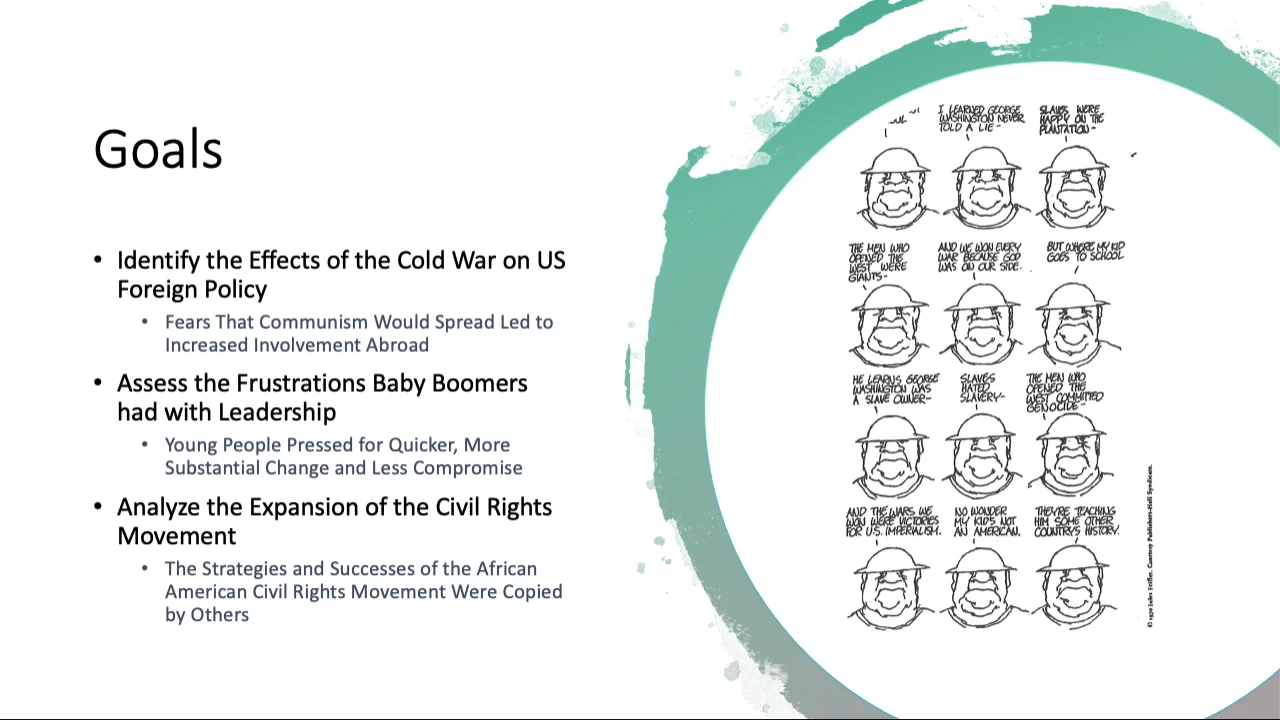 Goals
• Identify the Effects of the Cold War on US
Foreign Policy
• Fears That Communism Would Spread Led to
Increased Involvement Abroad
• Assess the Frustrations Baby Boomers
had with Leadership
• Young People Pressed for Quicker, More
Substantial Change and Less Compromise
• Analyze the Expansion of the Civil Rights
Movement
• The Strategies and Successes of the African
American Civil Rights Movement Were Copied
by Others
I LEARNED GEORGE
WASHINGTON NEVER
TOLD A LIE-
SLAVES WERE
HAPPY ON THE
PLANTATION-
THE MEN WHO
OPENED THE
WEST WERE
GIANTS-
AND WE WON EVERY
WAR BECAUSE GOD
WAS ON OUR SIDE.
BUT WHERE MY KID
GOES TO SCHOOL
HE LEARNS GEORGE
WASHINGTON WAS
A SLAVE OWNER-
SLAVES
HATED
SLAVERY-
THE MEN WHO
OPENED THE
WEST COMMITTED
GENOCIDE-
AND THE WARS WE
WON WERE VICTORIES
FOR U.S. IMPERIALISM.
NO WONDER
MY KID'S NOT
AN AMERICAN.
THEY'RE TEACHING
HIM SOME OTHER
COUNTRY'S HISTORY.
© 1970 Jules Feiffer. Courtesy Publishers-Hall Syndicate.